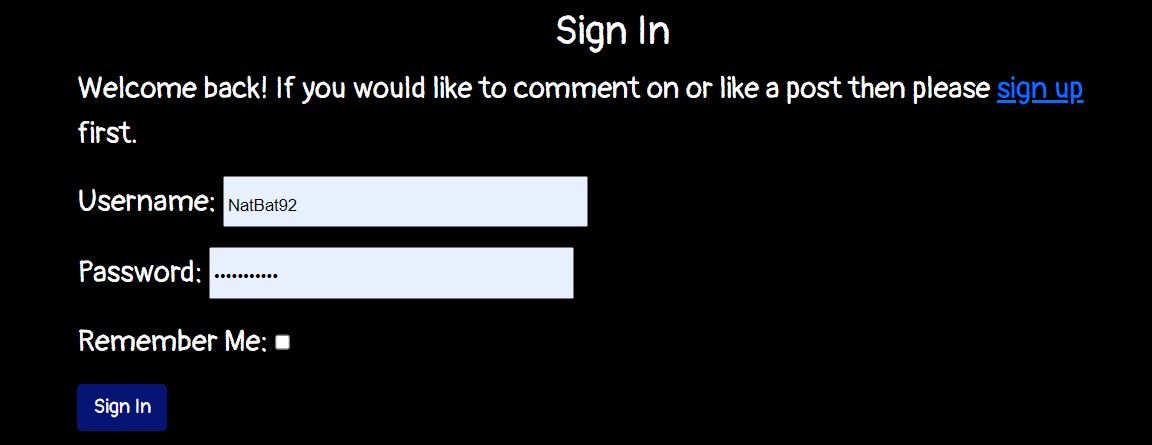 Sign In
Welcome back! If you would like to comment on or like a post then please sign up
first.
Username: NatBat92
Password: •••••••••••
Remember Me:
Sign In